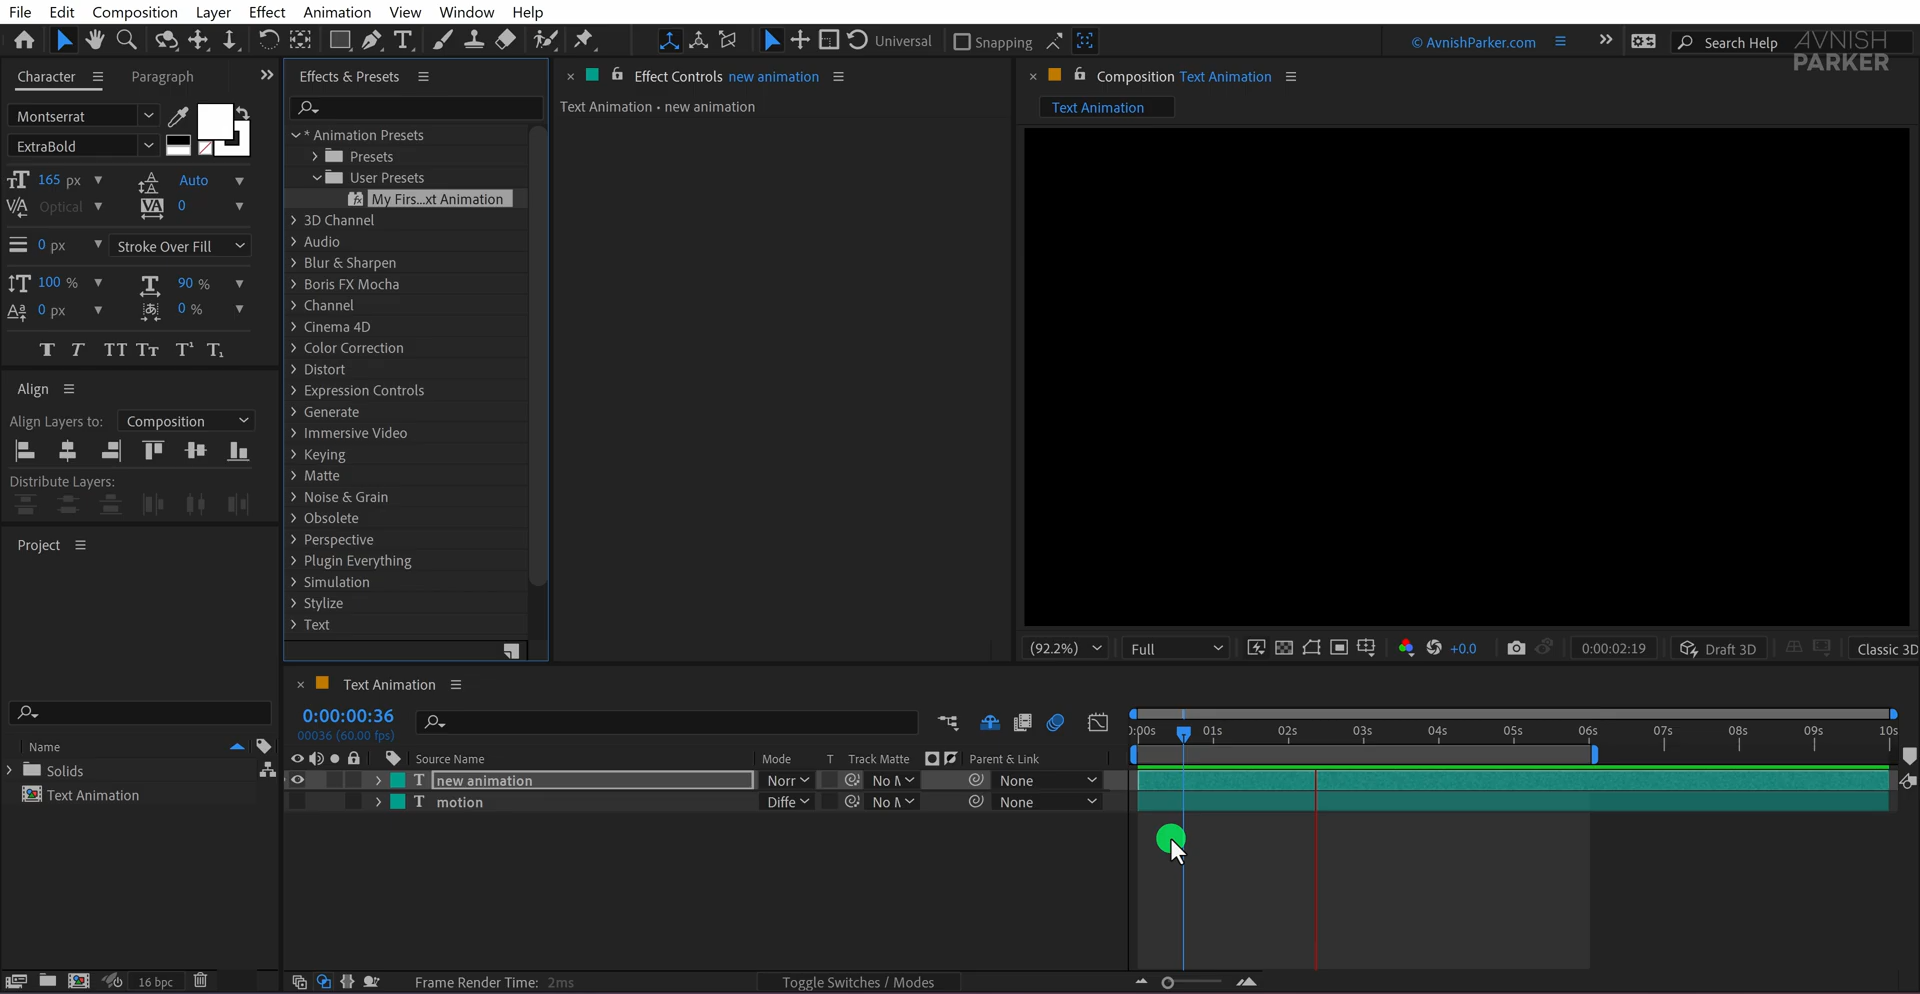 File Edit Composition Layer Effect Animation View Window Help
Universal Snapping © AvnishParker.com Search Help
AVNISH
PARKER
Character Paragraph
Montserrat
ExtraBold
165 px Auto
Optical 0
0 px Stroke Over Fill
100 % 90 %
0 px 0 %
Align
Align Layers to: Composition
Distribute Layers:
Project
Name
Solids
Text Animation
16 bpc
Effects & Presets
* Animation Presets
Presets
User Presets
My Firs...xt Animation
3D Channel
Audio
Blur & Sharpen
Boris FX Mocha
Channel
Cinema 4D
Color Correction
Distort
Expression Controls
Generate
Immersive Video
Keying
Matte
Noise & Grain
Obsolete
Perspective
Plugin Everything
Simulation
Stylize
Text
Effect Controls new animation
Text Animation • new animation
Composition Text Animation
Text Animation
(92.2%) Full +0.0 0:00:02:19 Draft 3D Classic 3D
Text Animation
0:00:00:36
00036 (60.00 fps)
0:00s 01s 02s 03s 04s 05s 06s 07s 08s 09s 10s
Source Name Mode T Track Matte Parent & Link
T new animation Norr No M None
T motion Diffe No M None
Frame Render Time: 2ms Toggle Switches / Modes